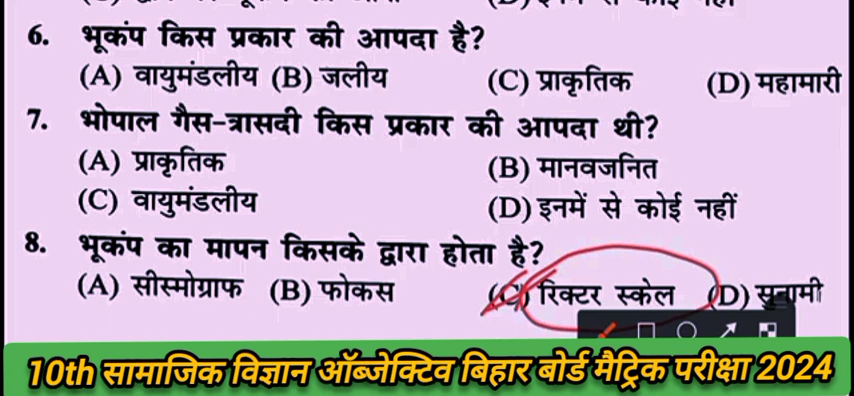 6. भूकंप किस प्रकार की आपदा है?
(A) वायुमंडलीय (B) जलीय (C) प्राकृतिक (D) महामारी
7. भोपाल गैस-त्रासदी किस प्रकार की आपदा थी?
(A) प्राकृतिक (B) मानवजनित
(C) वायुमंडलीय (D) इनमें से कोई नहीं
8. भूकंप का मापन किसके द्वारा होता है?
(A) सीस्मोग्राफ (B) फोकस (C) रिक्टर स्केल (D) सुनामी
10th सामाजिक विज्ञान ऑब्जेक्टिव बिहार बोर्ड मैट्रिक परीक्षा 2024